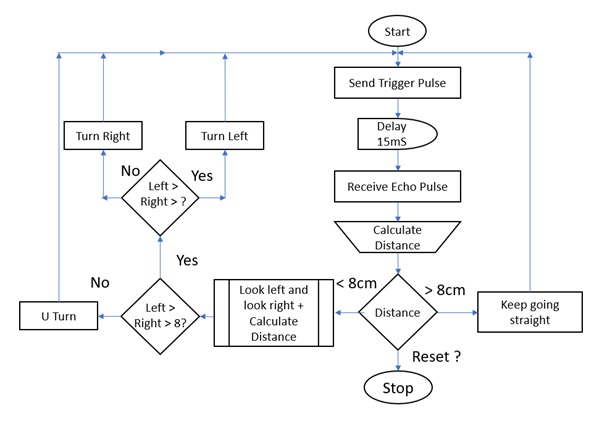 Start
Send Trigger Pulse
Delay
15mS
Receive Echo Pulse
Calculate
Distance
< 8cm
> 8cm
Distance
Keep going
straight
Reset ?
Stop
Look left and
look right +
Calculate
Distance
Left >
Right > 8?
No
Yes
U Turn
Left >
Right > ?
No
Yes
Turn Right
Turn Left